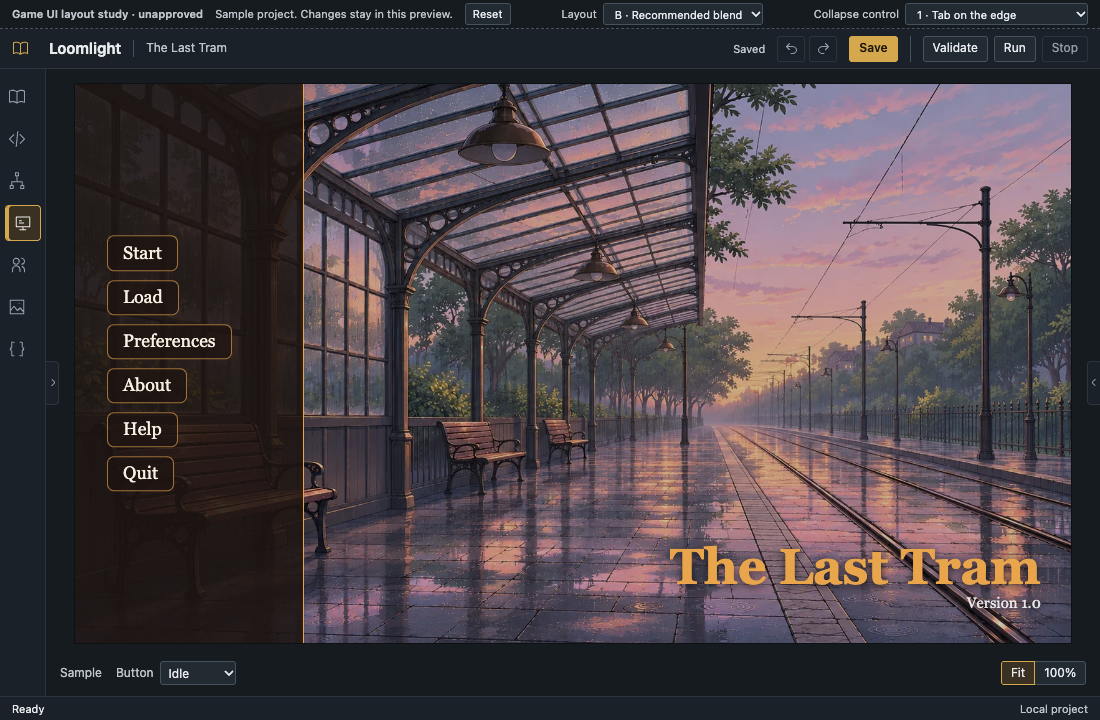 Game UI layout study · unapproved Sample project. Changes stay in this preview. Reset Layout B · Recommended blend Collapse control 1 · Tab on the edge
Loomlight The Last Tram Saved Save Validate Run Stop
Start
Load
Preferences
About
Help
Quit
The Last Tram
Version 1.0
Sample Button Idle Fit 100%
Ready Local project